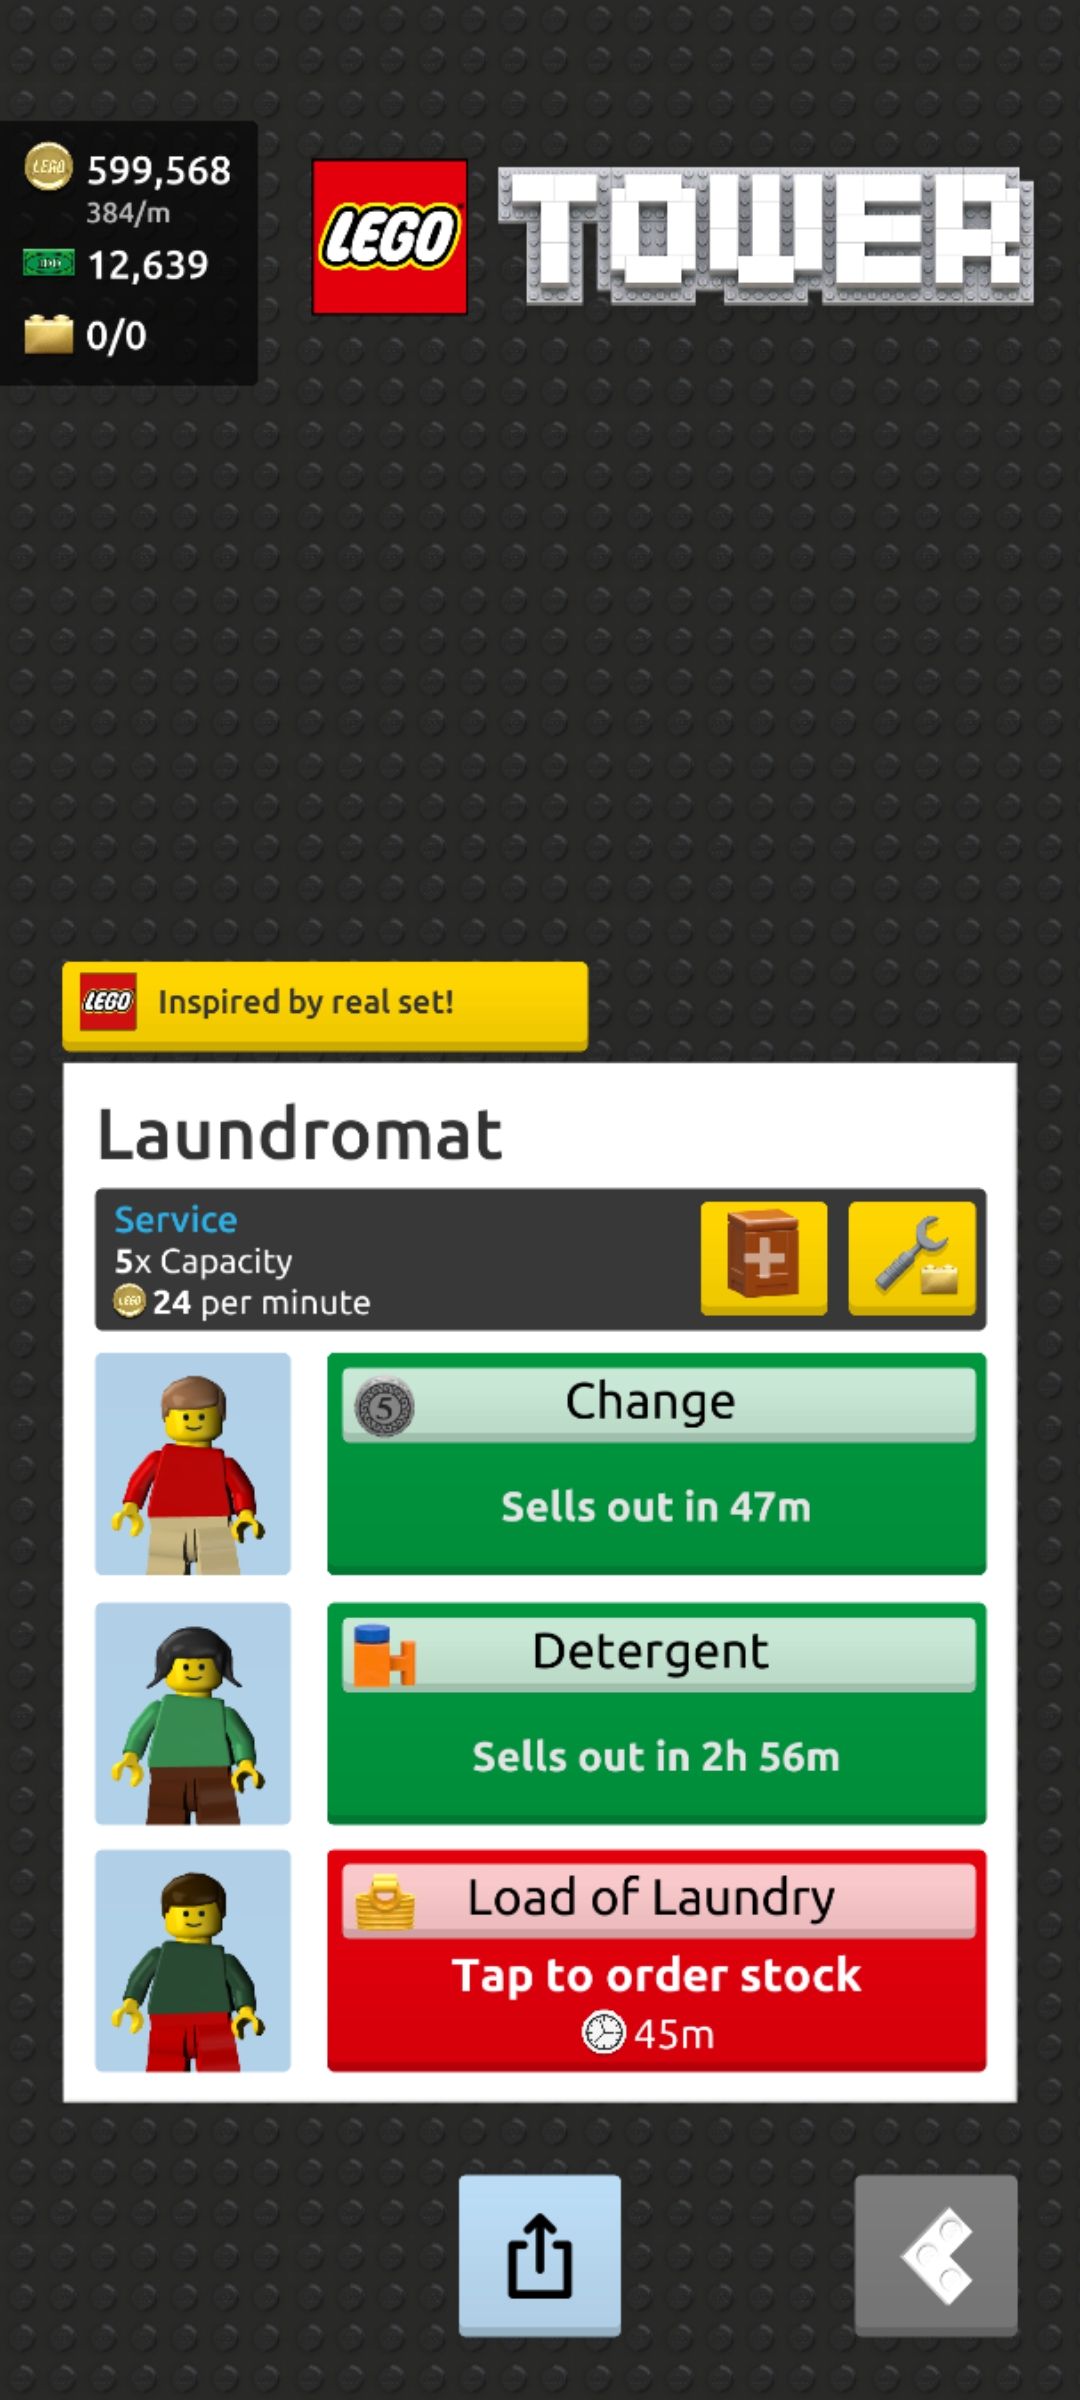 599,568
384/m
12,639
0/0
LEGO TOWER
LEGO Inspired by real set!
Laundromat
Service
5x Capacity
24 per minute
5 Change
Sells out in 47m
Detergent
Sells out in 2h 56m
Load of Laundry
Tap to order stock
45m